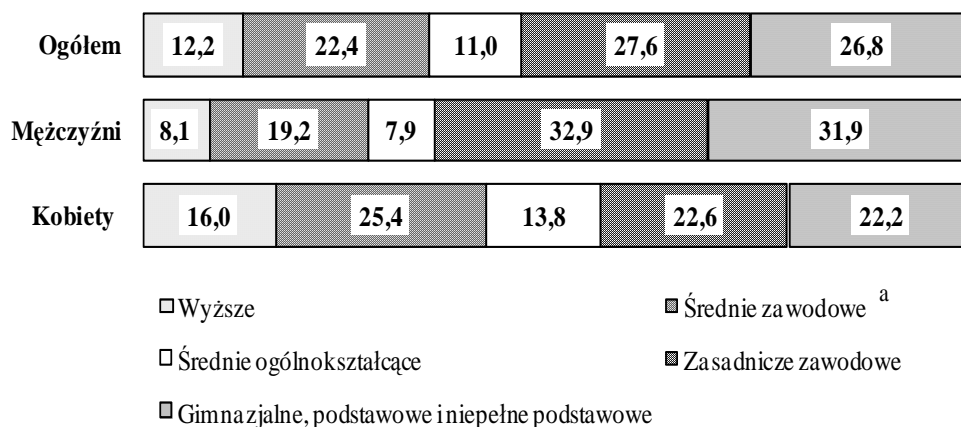 Ogółem 12,2 22,4 11,0 27,6 26,8
Mężczyźni 8,1 19,2 7,9 32,9 31,9
Kobiety 16,0 25,4 13,8 22,6 22,2
Wyższe Średnie zawodowe a
Średnie ogólnokształcące Zasadnicze zawodowe
Gimnazjalne, podstawowe i niepełne podstawowe